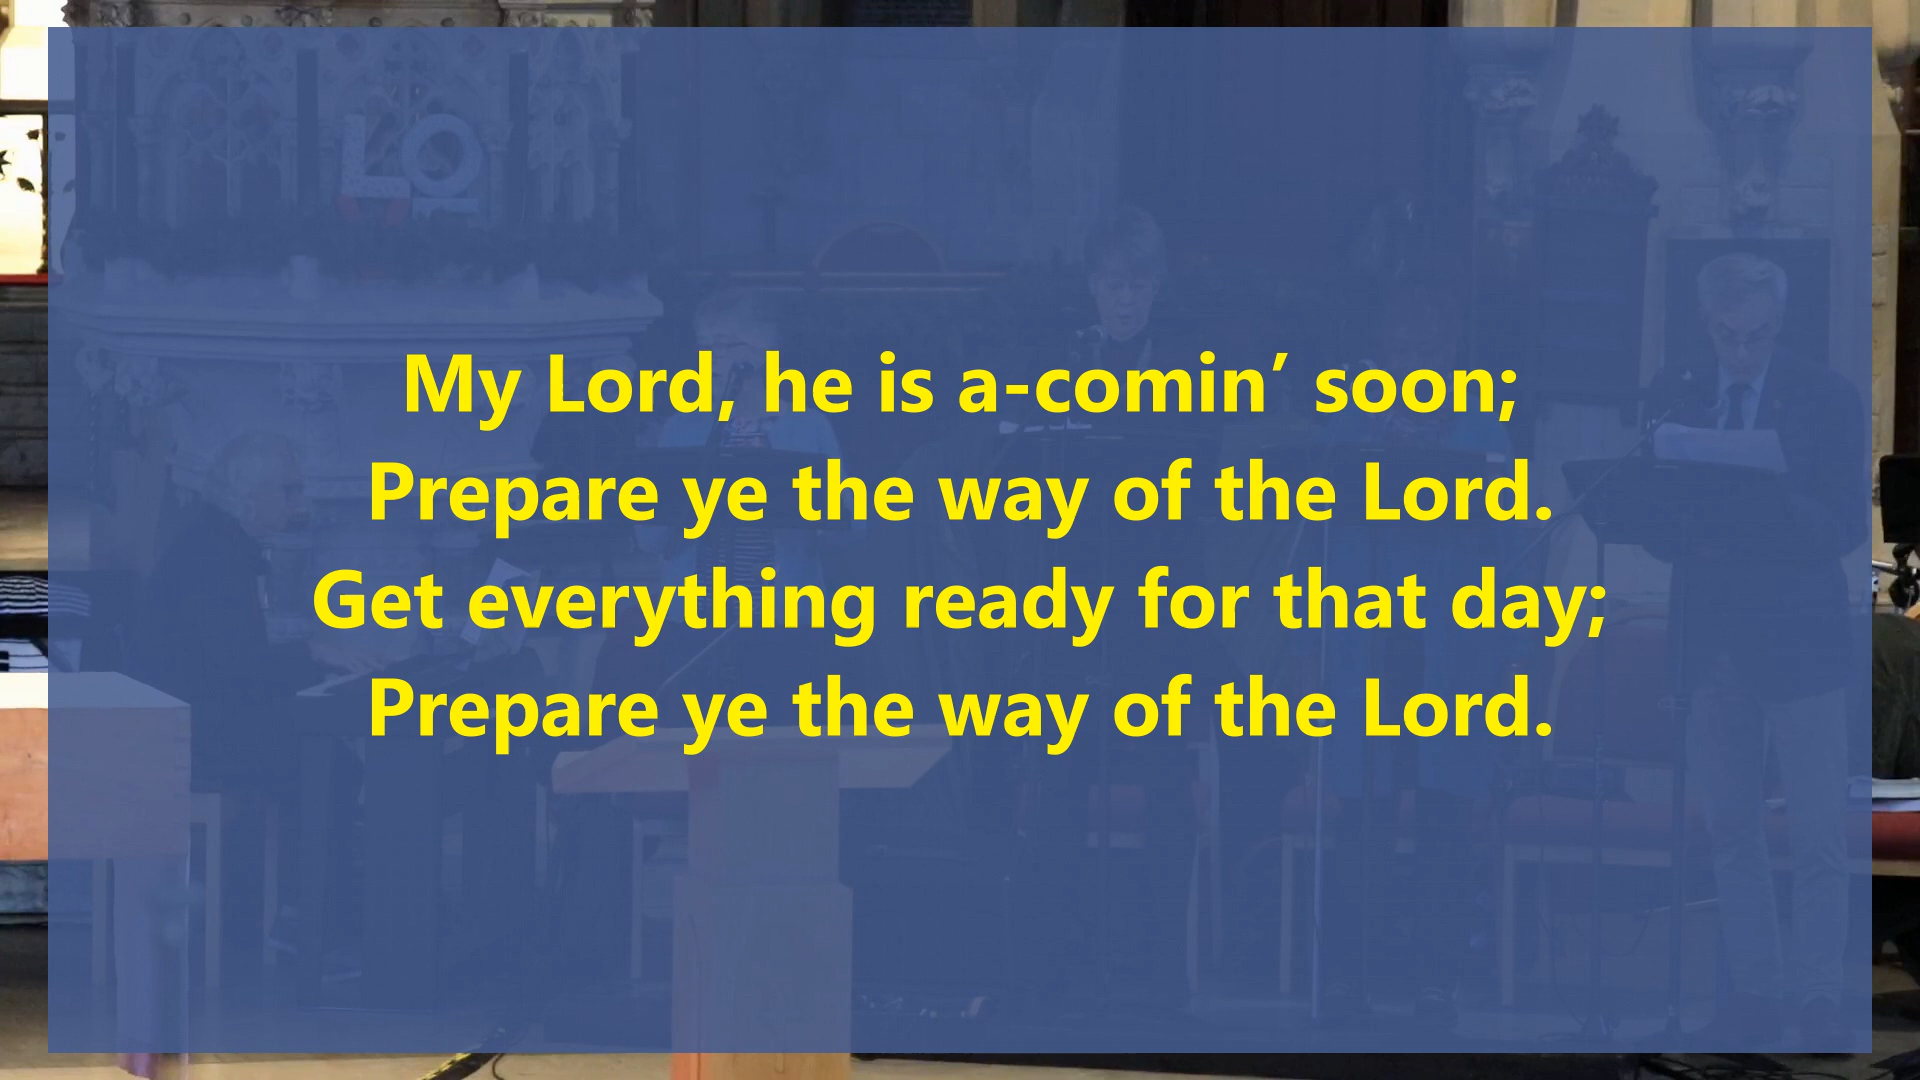 LO
My Lord, he is a-comin’ soon;
Prepare ye the way of the Lord.
Get everything ready for that day;
Prepare ye the way of the Lord.